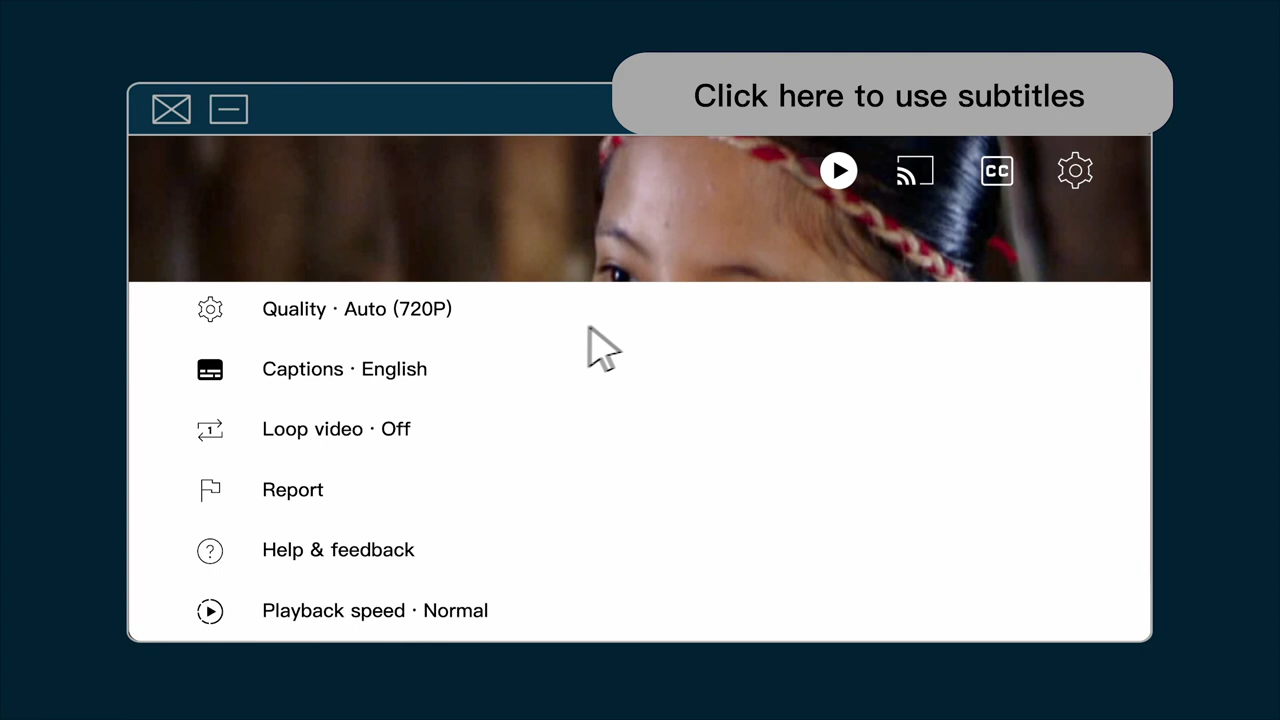 Click here to use subtitles
CC
Quality · Auto (720P)
Captions · English
1
Loop video · Off
Report
?
Help & feedback
Playback speed · Normal